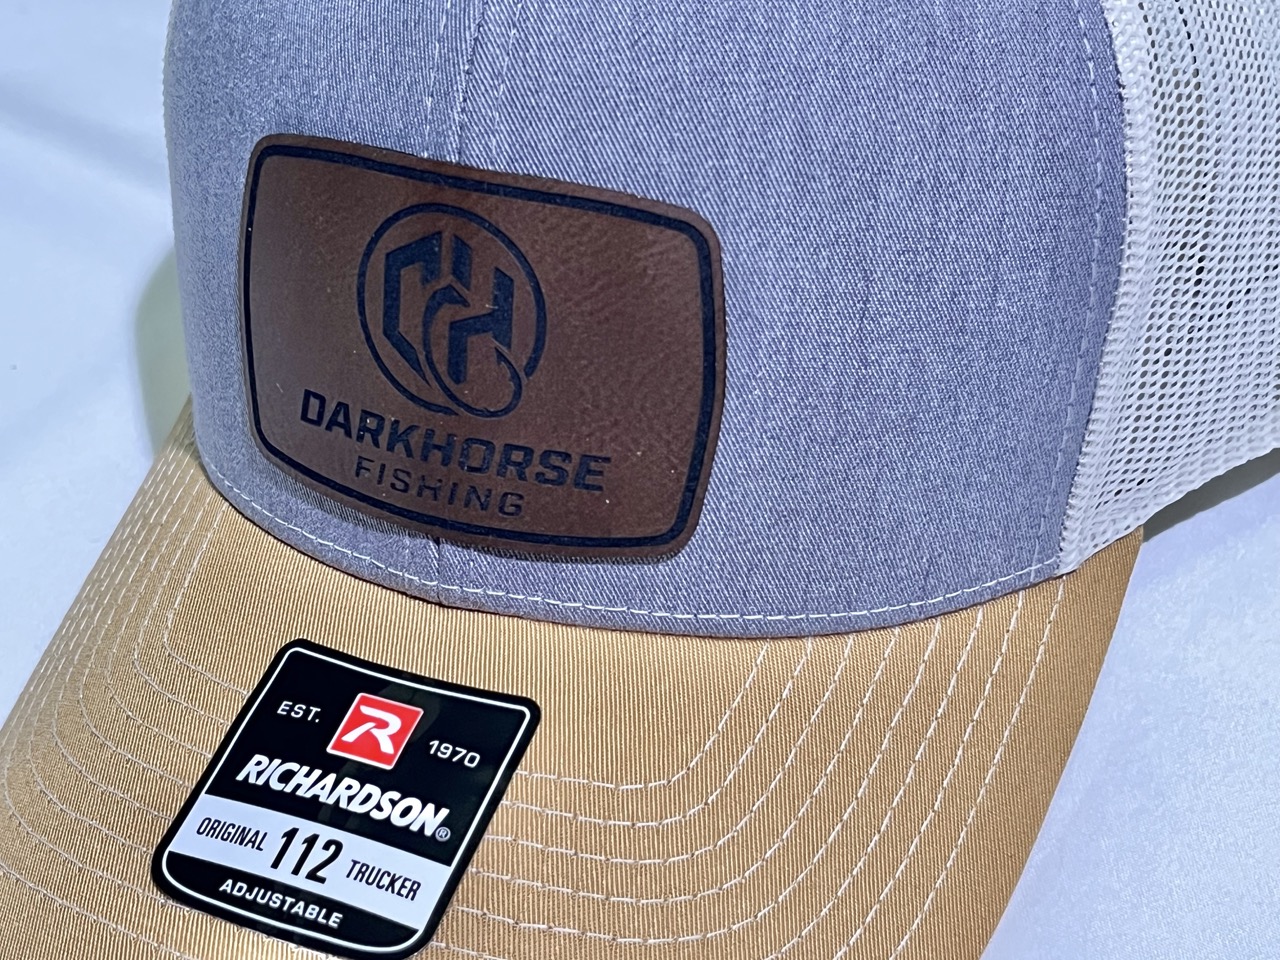 DARKHORSE
FISHING
EST. R 1970
RICHARDSON®
ORIGINAL 112 TRUCKER
ADJUSTABLE